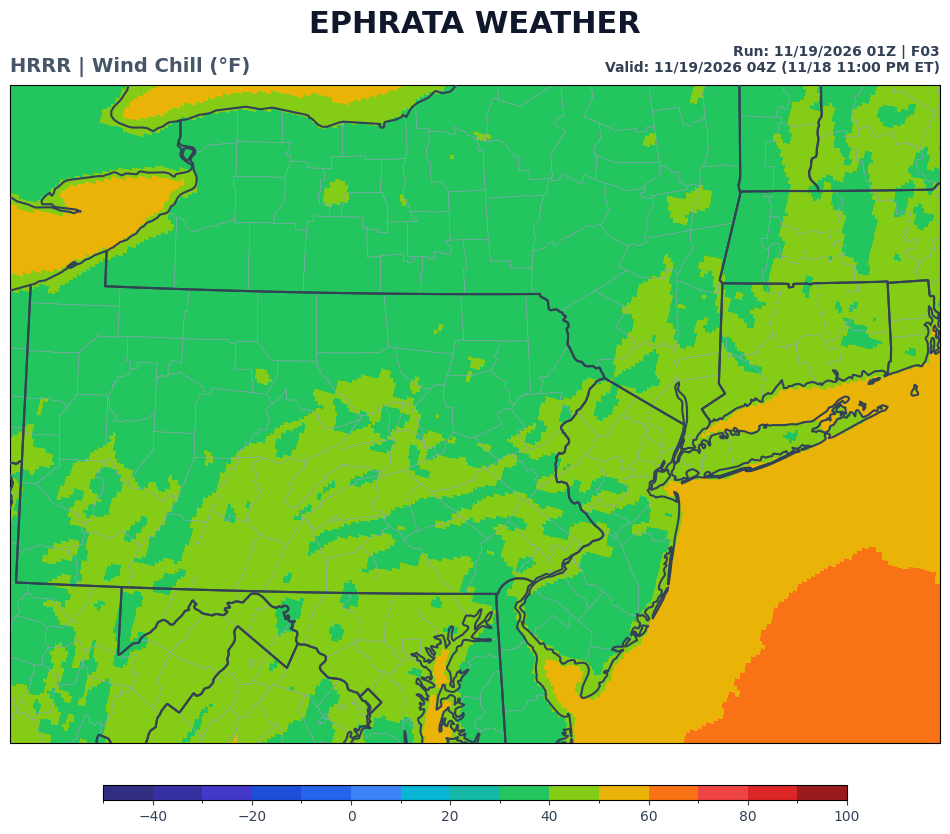 EPHRATA WEATHER
HRRR | Wind Chill (°F)
Run: 11/19/2026 01Z | F03
Valid: 11/19/2026 04Z (11/18 11:00 PM ET)
−40 −20 0 20 40 60 80 100